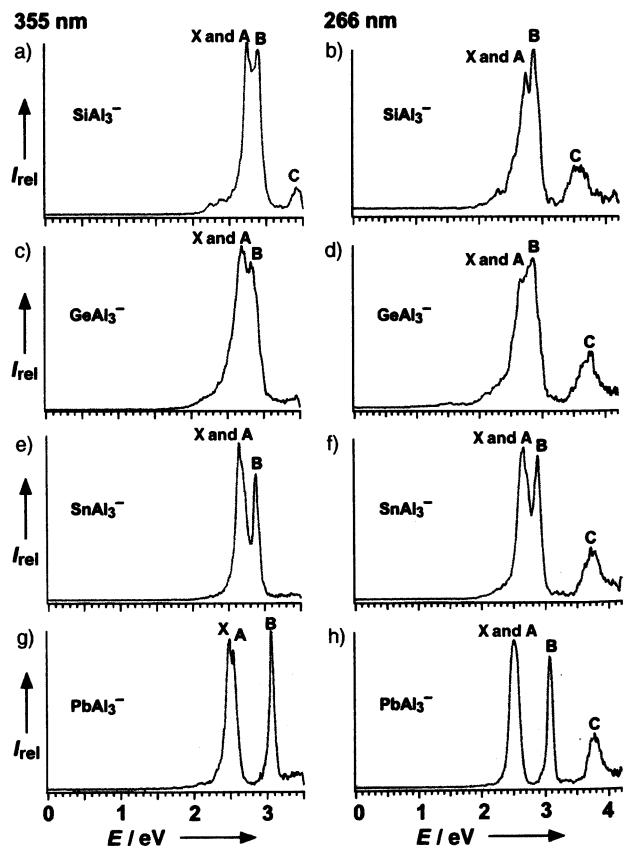 355 nm
266 nm
a)
X and A B
SiAl₃⁻
C
Iᵣₑₗ
b)
X and A B
SiAl₃⁻
C
c)
X and A
B
GeAl₃⁻
Iᵣₑₗ
d)
X and A B
GeAl₃⁻
C
e)
X and A
B
SnAl₃⁻
Iᵣₑₗ
f)
X and A B
SnAl₃⁻
C
g)
X A B
PbAl₃⁻
Iᵣₑₗ
h)
X and A
B
PbAl₃⁻
C
0 1 2 3
0 1 2 3 4
E / eV
E / eV